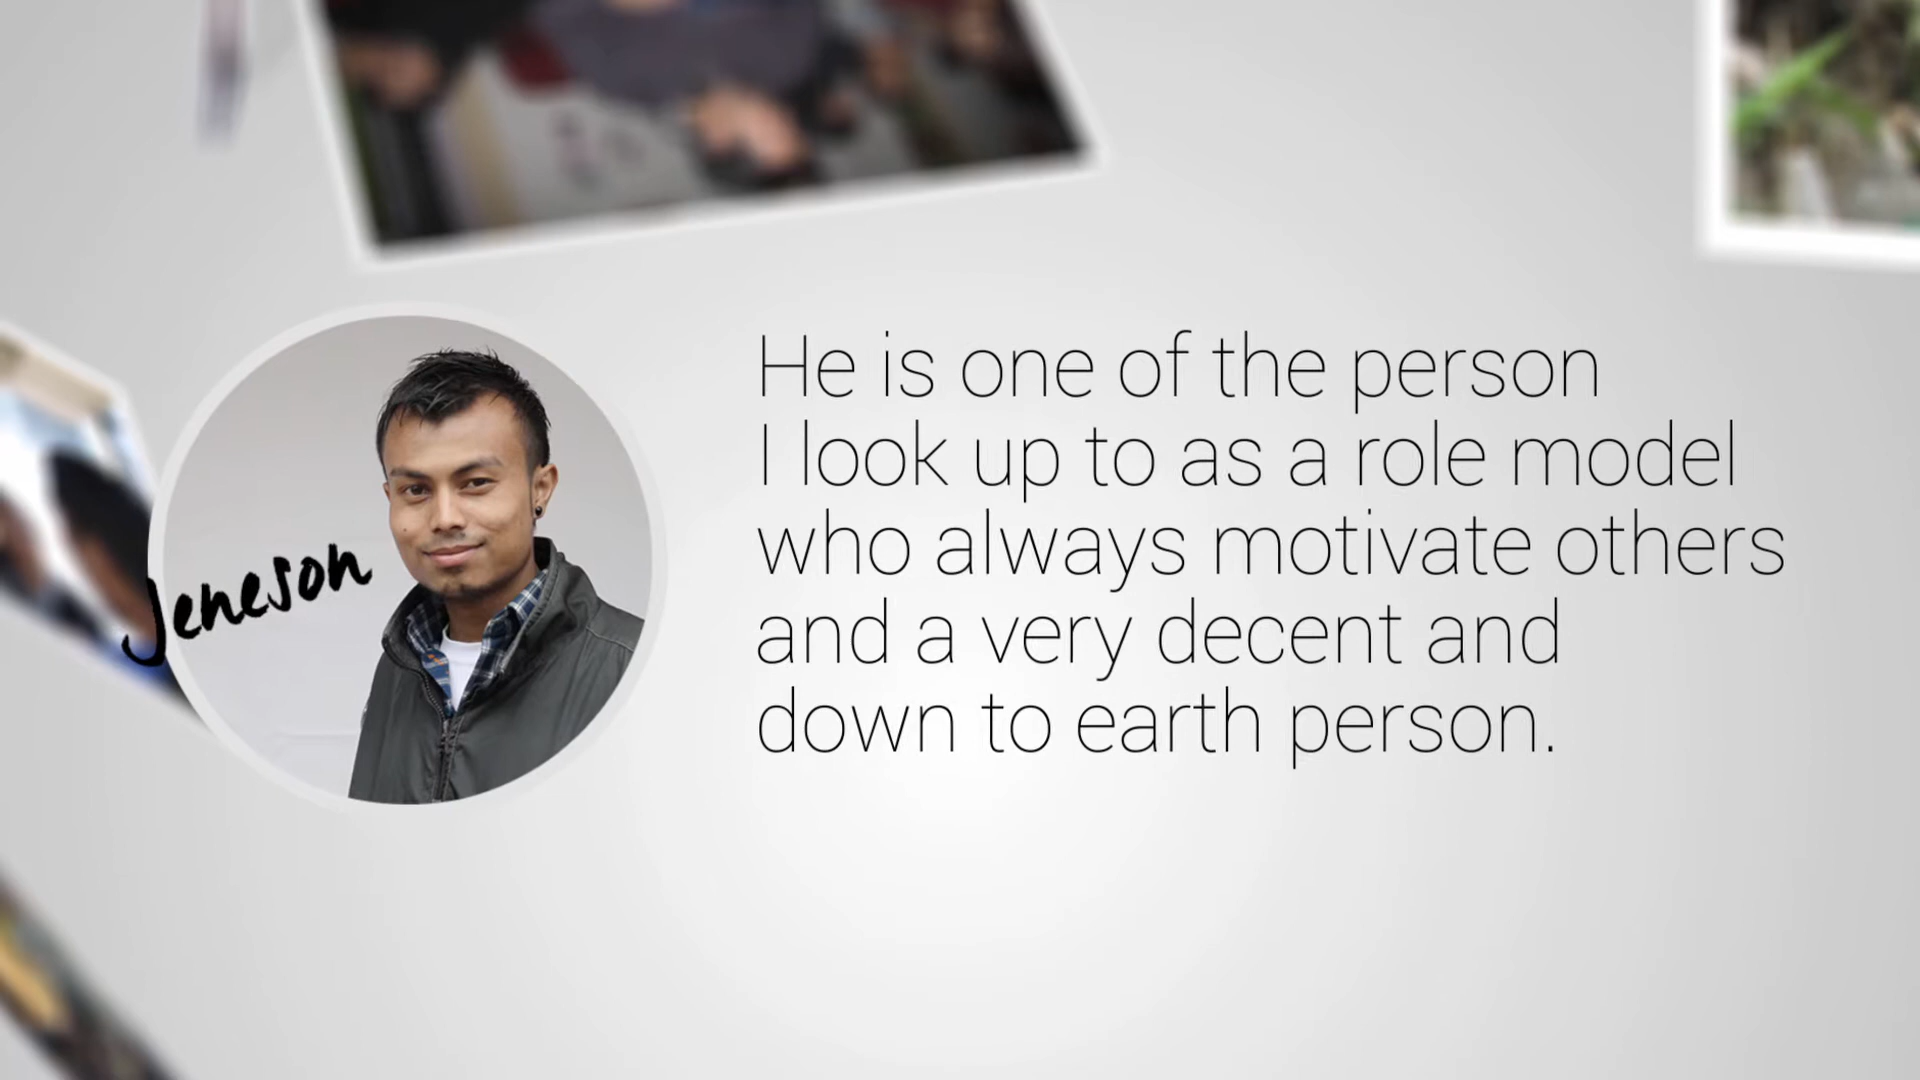 Jeneson
He is one of the person
I look up to as a role model
who always motivate others
and a very decent and
down to earth person.